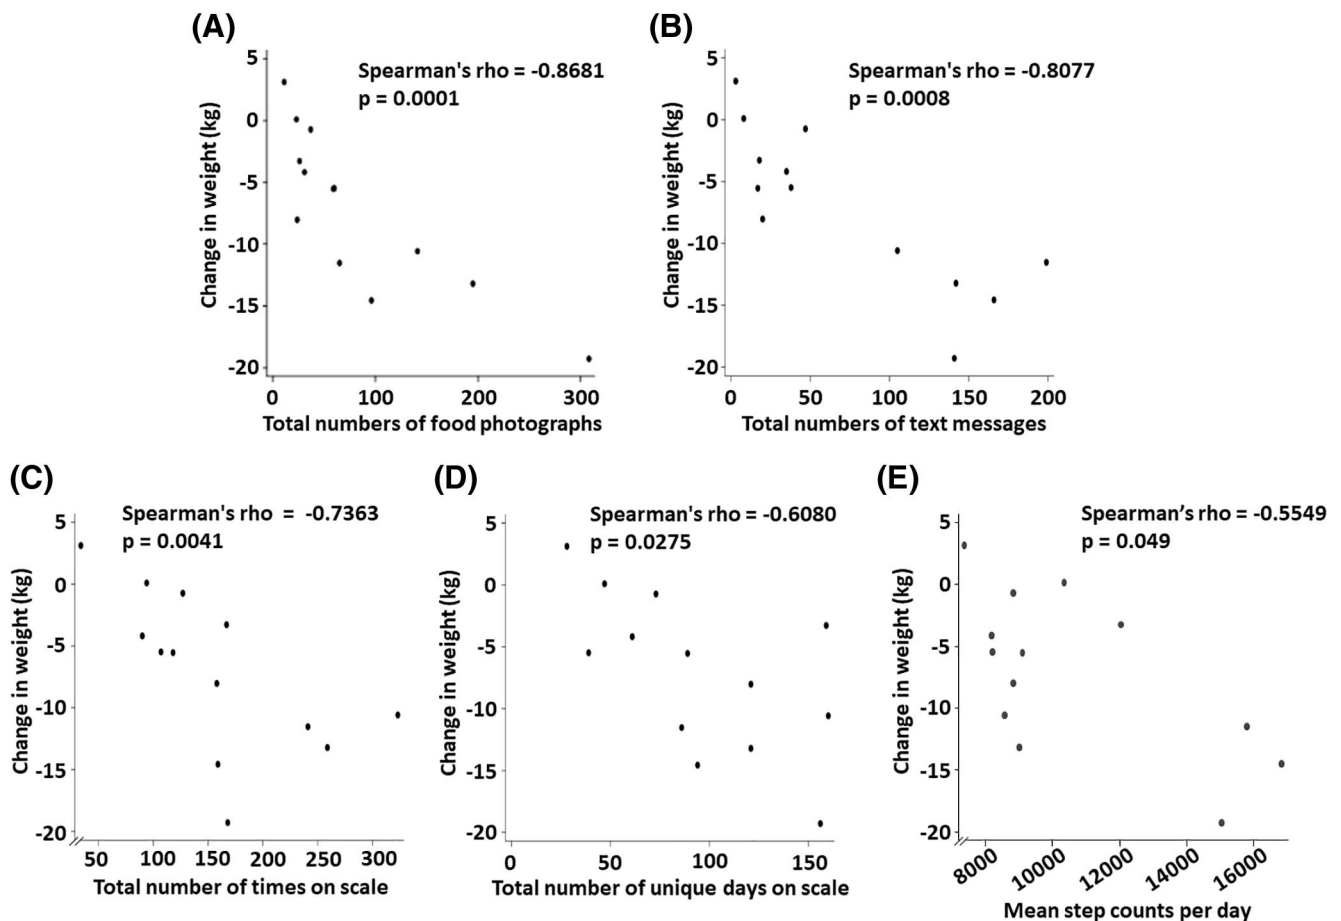 (A)
Spearman's rho = -0.8681
p = 0.0001
Change in weight (kg)
5
0
-5
-10
-15
-20
0 100 200 300
Total numbers of food photographs
(B)
Spearman's rho = -0.8077
p = 0.0008
Change in weight (kg)
5
0
-5
-10
-15
-20
0 50 100 150 200
Total numbers of text messages
(C)
Spearman's rho = -0.7363
p = 0.0041
Change in weight (kg)
5
0
-5
-10
-15
-20
50 100 150 200 250 300
Total number of times on scale
(D)
Spearman's rho = -0.6080
p = 0.0275
Change in weight (kg)
5
0
-5
-10
-15
-20
0 50 100 150
Total number of unique days on scale
(E)
Spearman’s rho = -0.5549
p = 0.049
Change in weight (kg)
5
0
-5
-10
-15
-20
8000 10000 12000 14000 16000
Mean step counts per day